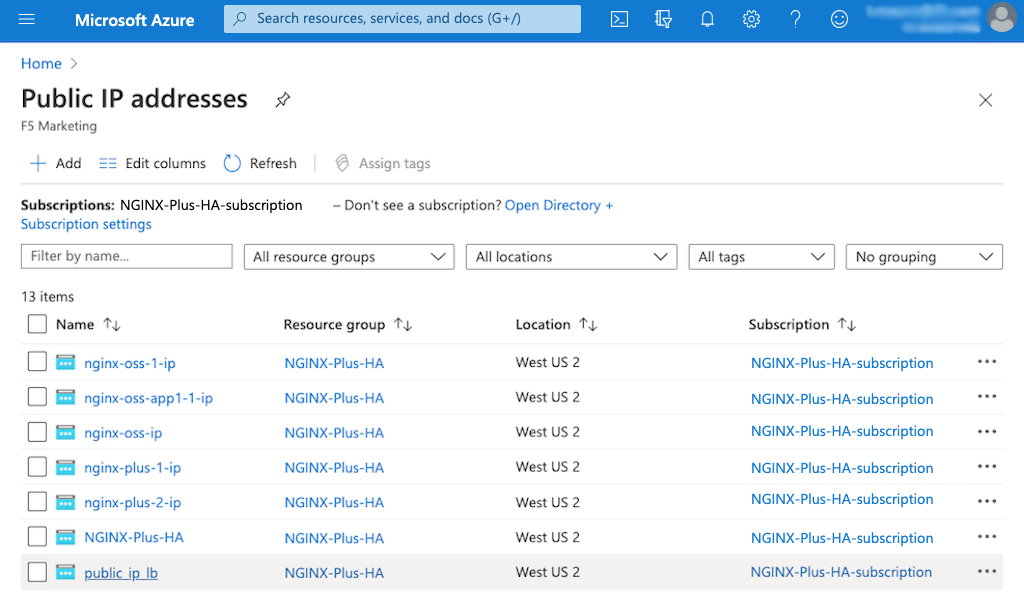 Microsoft Azure
Search resources, services, and docs (G+/)
Home
Public IP addresses
F5 Marketing
Add Edit columns Refresh Assign tags
Subscriptions: NGINX-Plus-HA-subscription – Don't see a subscription? Open Directory +
Subscription settings
Filter by name... All resource groups All locations All tags No grouping
13 items
Name Resource group Location Subscription
nginx-oss-1-ip NGINX-Plus-HA West US 2 NGINX-Plus-HA-subscription
nginx-oss-app1-1-ip NGINX-Plus-HA West US 2 NGINX-Plus-HA-subscription
nginx-oss-ip NGINX-Plus-HA West US 2 NGINX-Plus-HA-subscription
nginx-plus-1-ip NGINX-Plus-HA West US 2 NGINX-Plus-HA-subscription
nginx-plus-2-ip NGINX-Plus-HA West US 2 NGINX-Plus-HA-subscription
NGINX-Plus-HA NGINX-Plus-HA West US 2 NGINX-Plus-HA-subscription
public_ip_lb NGINX-Plus-HA West US 2 NGINX-Plus-HA-subscription